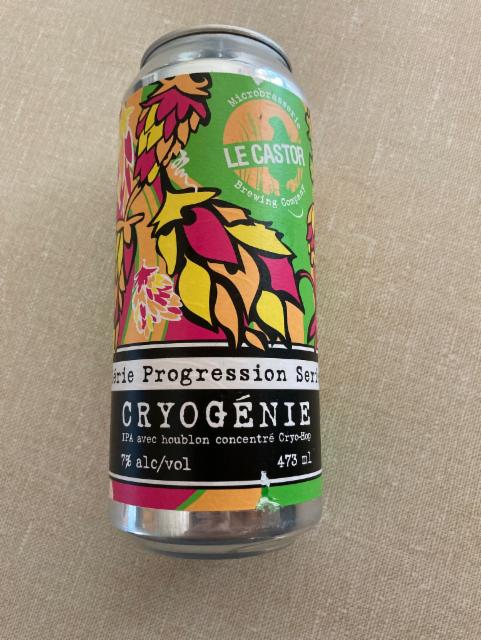 Microbrasserie
LE CASTOR
Brewing Company
érie Progression Seri
CRYOGÉNIE
IPA avec houblon concentré Cryo-Hop
7% alc/vol 473 ml